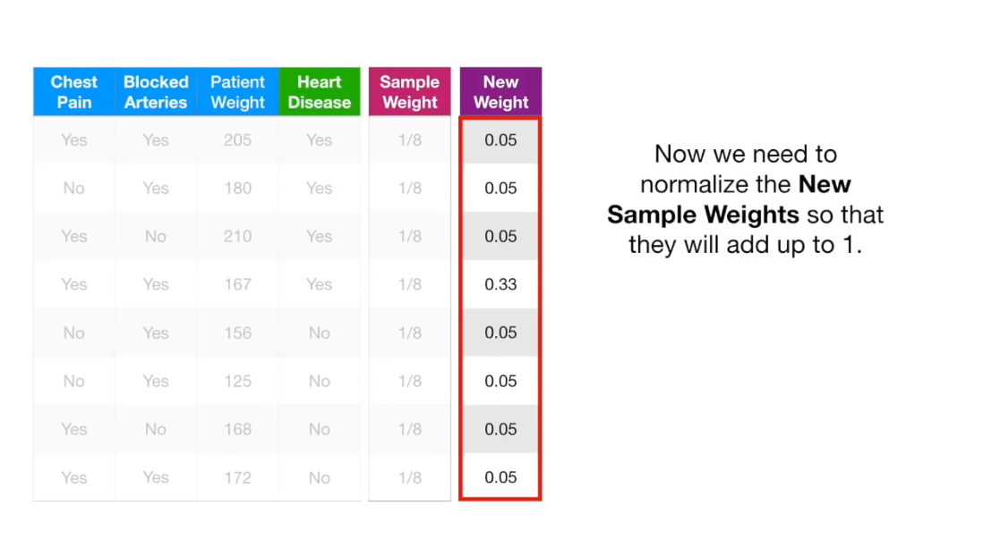 Chest Pain Blocked Arteries Patient Weight Heart Disease Sample Weight New Weight
Yes Yes 205 Yes 1/8 0.05
No Yes 180 Yes 1/8 0.05
Yes No 210 Yes 1/8 0.05
Yes Yes 167 Yes 1/8 0.33
No Yes 156 No 1/8 0.05
No Yes 125 No 1/8 0.05
Yes No 168 No 1/8 0.05
Yes Yes 172 No 1/8 0.05
Now we need to
normalize the New
Sample Weights so that
they will add up to 1.